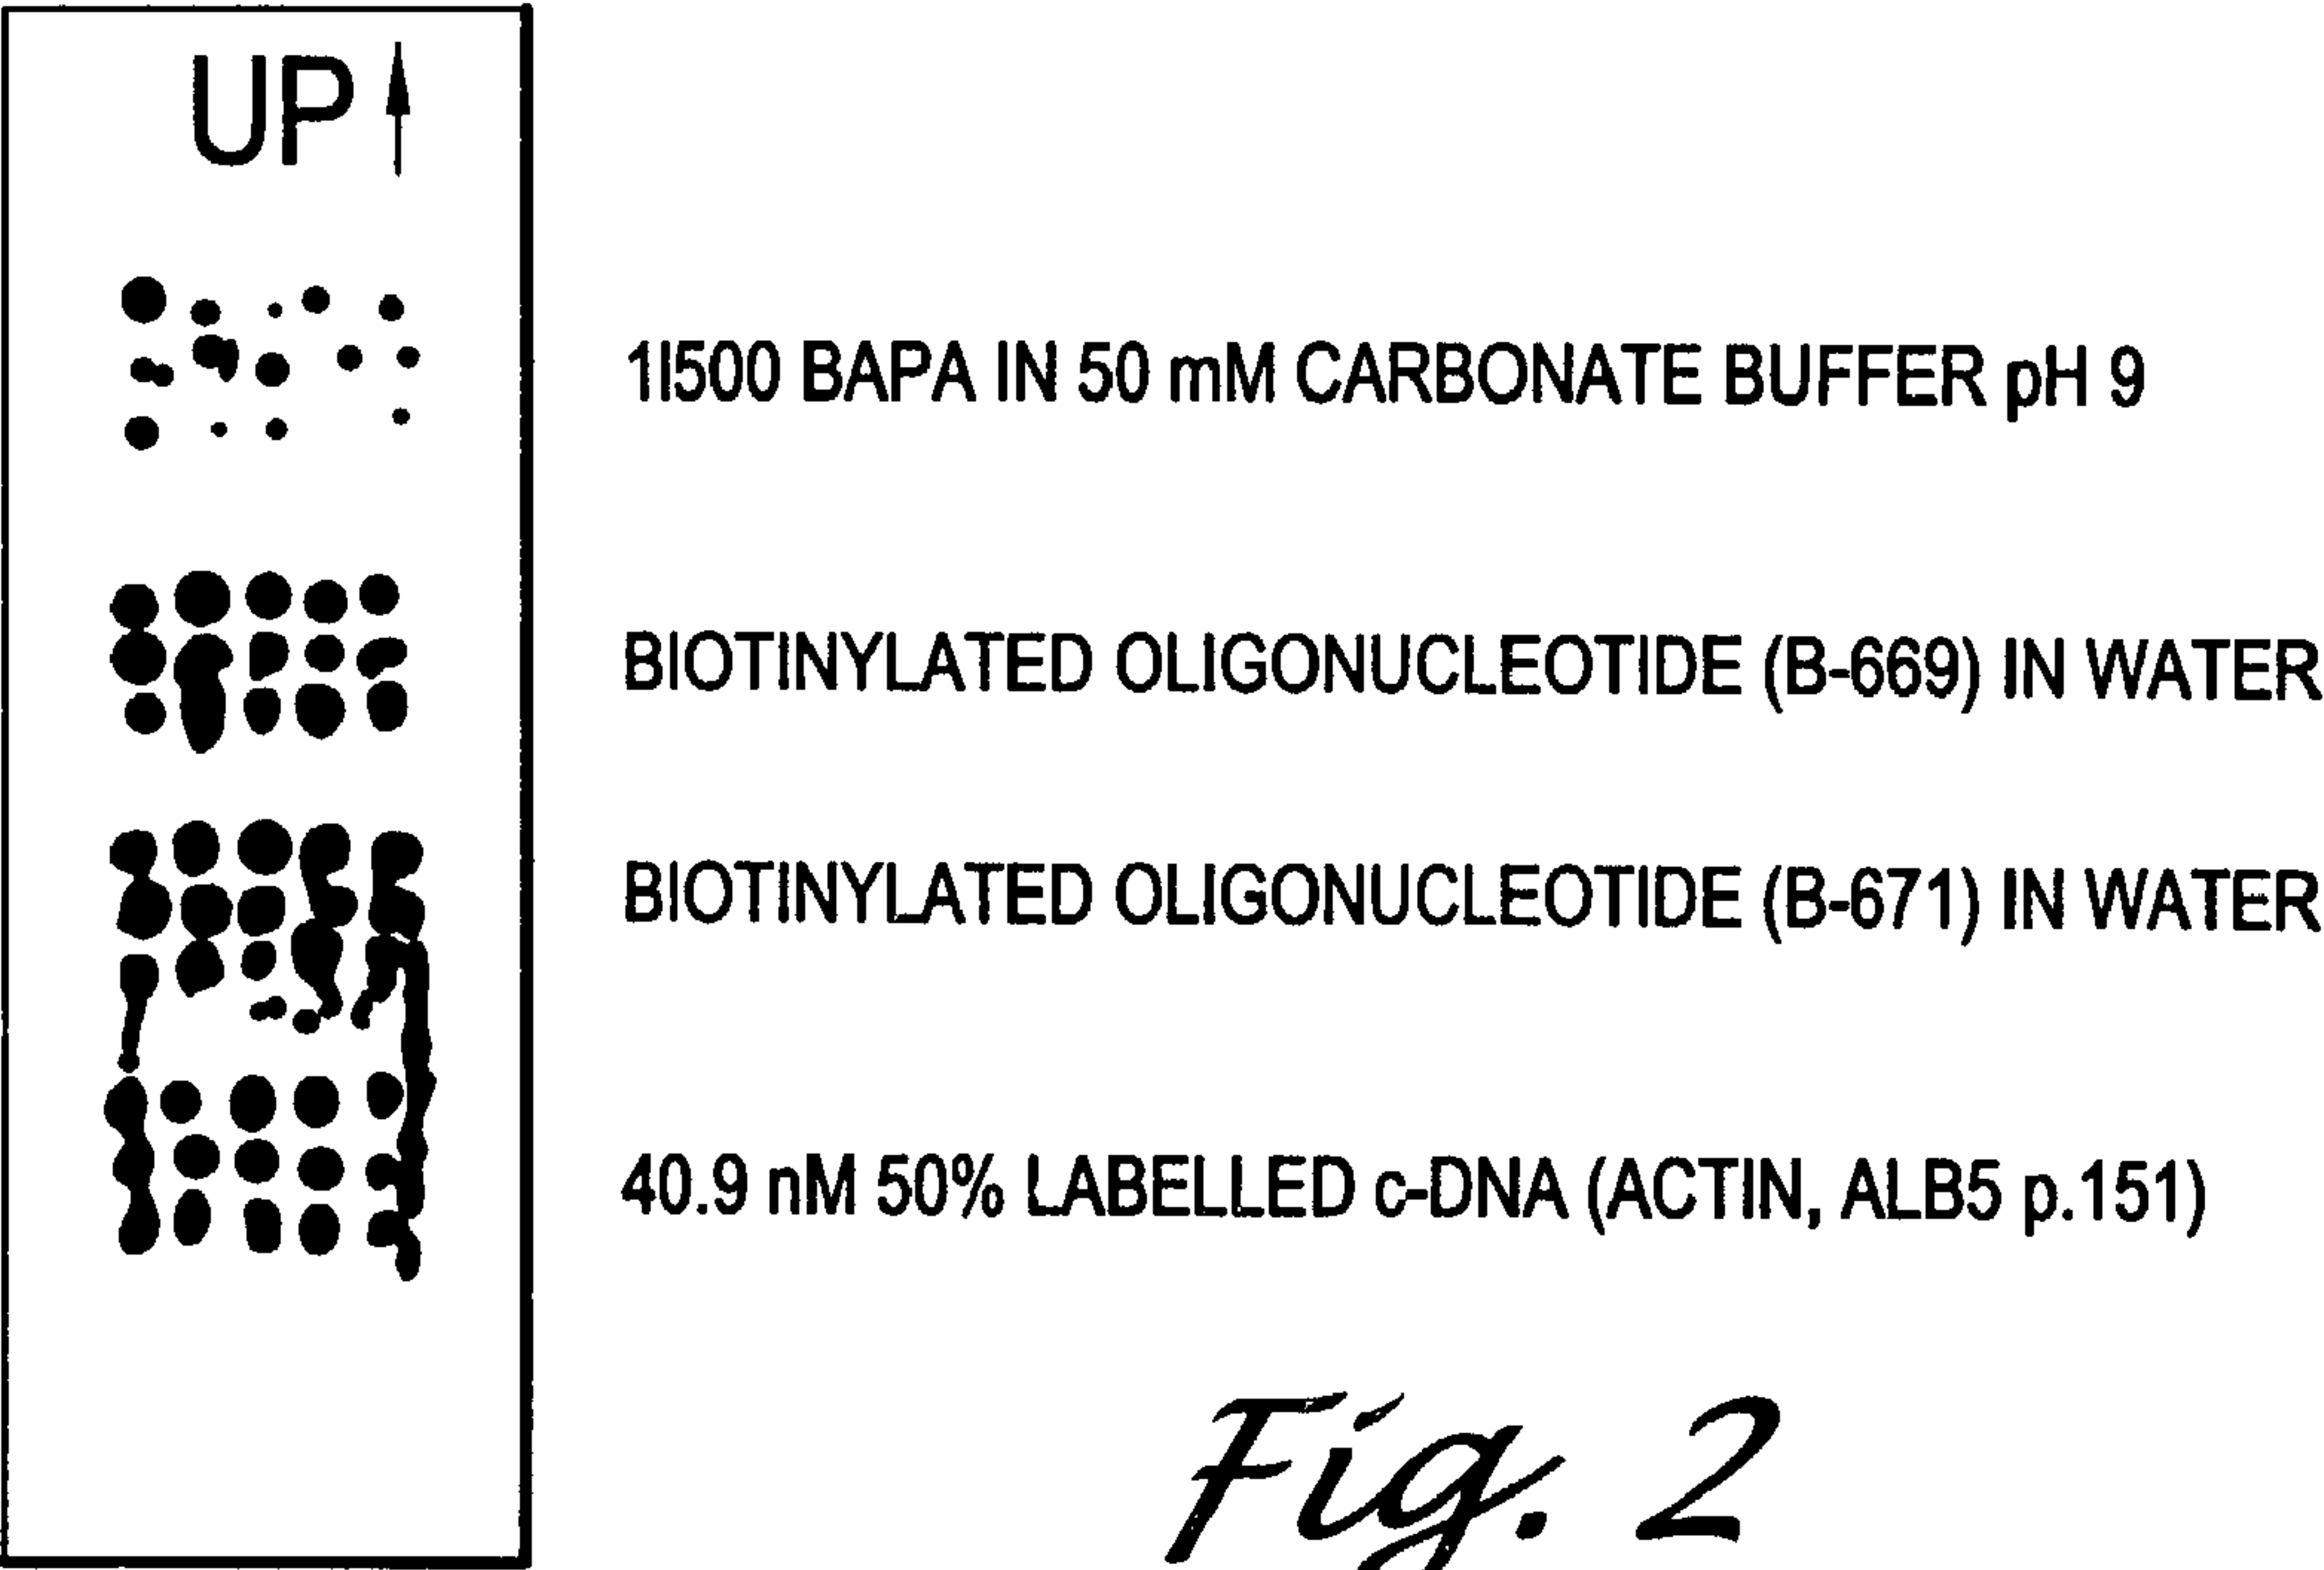 UP
1I500 BAPA IN 50 mM CARBONATE BUFFER pH 9
BIOTINYLATED OLIGONUCLEOTIDE (B-669) IN WATER
BIOTINYLATED OLIGONUCLEOTIDE (B-671) IN WATER
40.9 nM 50% LABELLED c-DNA (ACTIN, ALB5 p.151)
Fig. 2